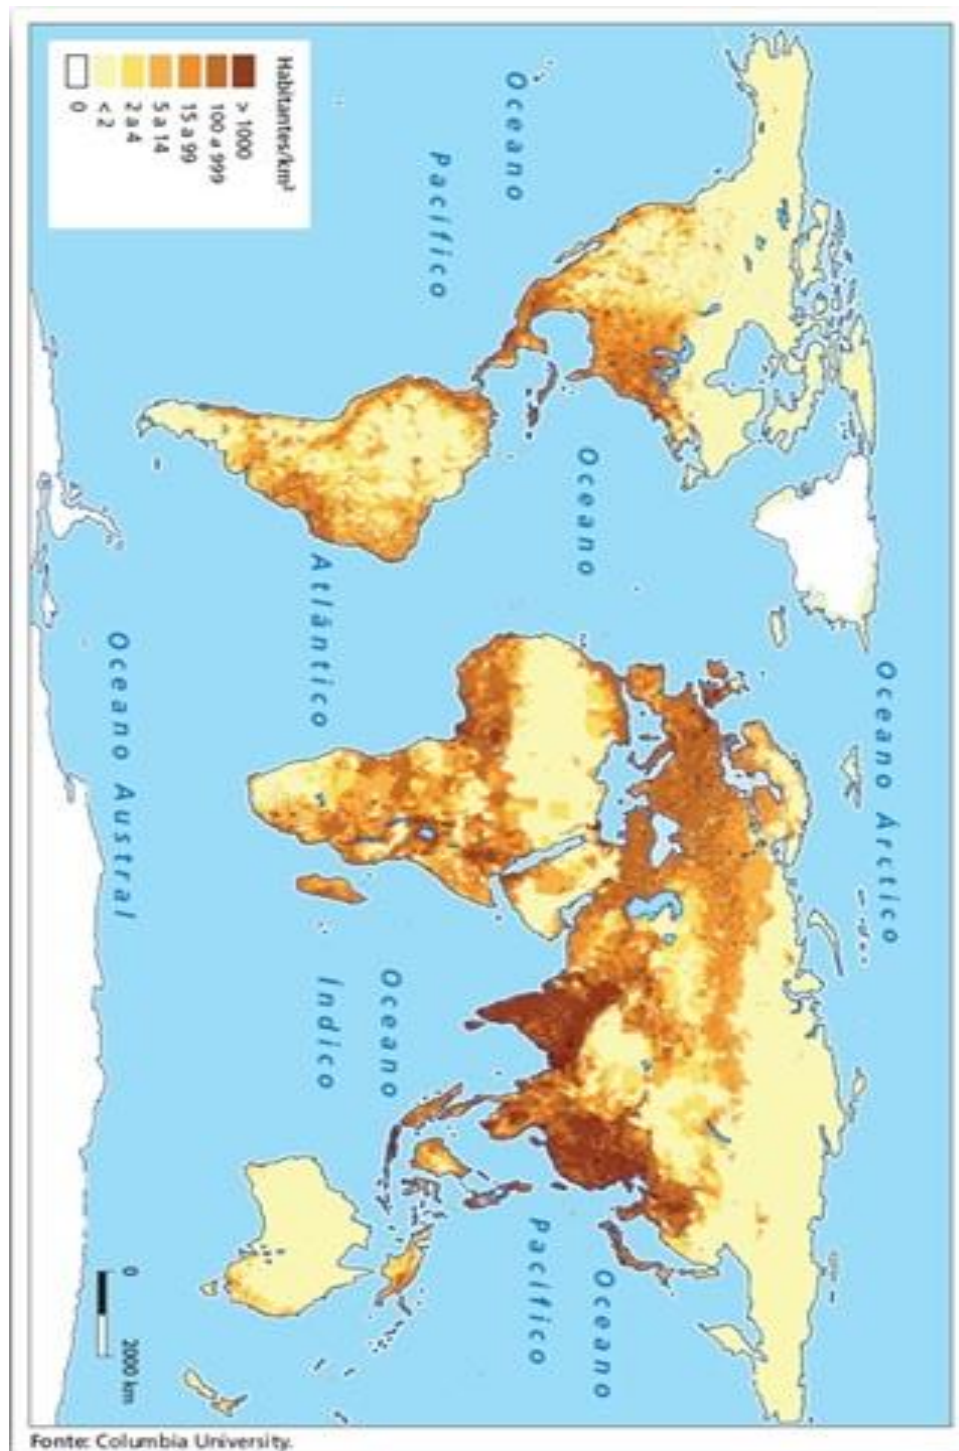 Habitantes/km²
> 1000
100 a 999
15 a 99
5 a 14
2 a 4
< 2
0
Oceano Árctico
Oceano
Pacífico
Oceano
Atlântico
Oceano
Índico
Oceano
Pacífico
Oceano Austral
0 2000 km
Fonte: Columbia University.